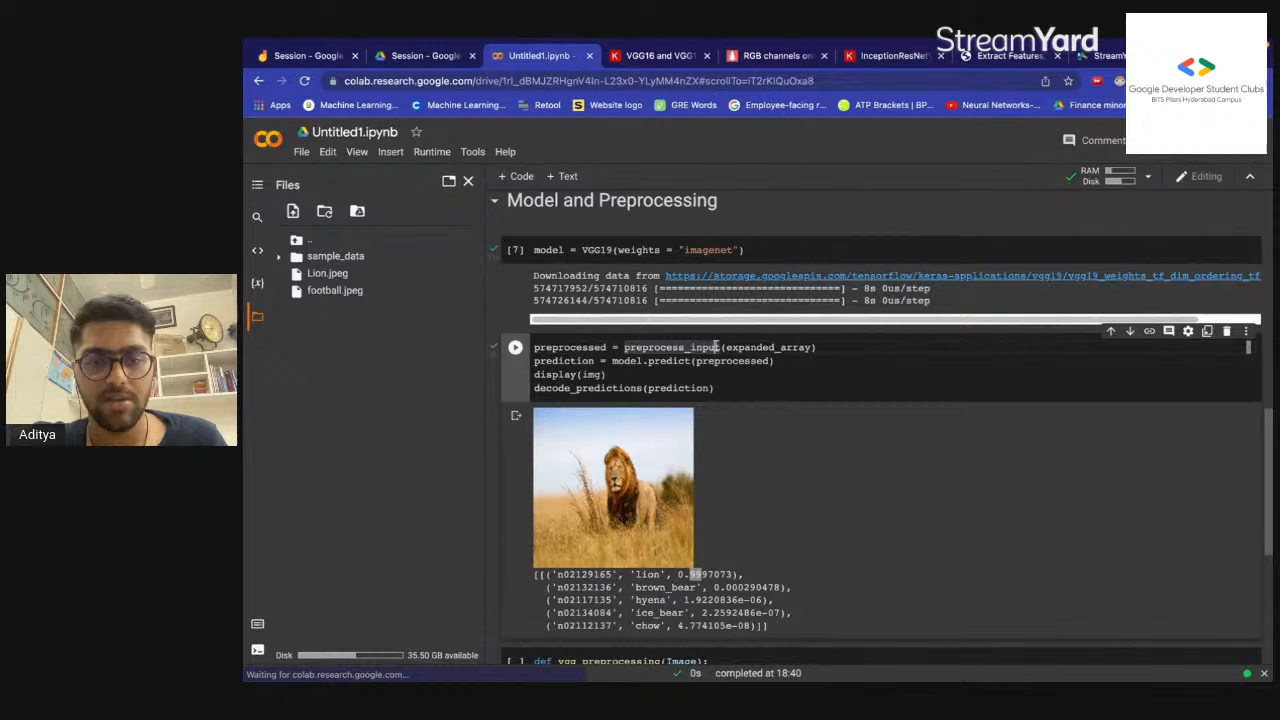 StreamYard
Google Developer Student Clubs
BITS Pilani Hyderabad Campus
Session - Google
Session - Google
Untitled1.ipynb -
VGG16 and VGG1
RGB channels on
InceptionResNet
Extract Features,
Stream
colab.research.google.com/drive/1rI_dBMJZRHgnV4In-L23x0-YLyMM4nZX#scrollTo=iT2rKIQuOxa8
Apps
Machine Learning...
Machine Learning...
Retool
Website logo
GRE Words
Employee-facing r...
ATP Brackets | BP...
Neural Networks-...
Finance minor
Untitled1.ipynb
File Edit View Insert Runtime Tools Help
Comment
+ Code + Text
RAM
Disk
Editing
Files
..
sample_data
Lion.jpeg
football.jpeg
Model and Preprocessing
[7] model = VGG19(weights = "imagenet")
Downloading data from https://storage.googleapis.com/tensorflow/keras-applications/vgg19/vgg19_weights_tf_dim_ordering_tf
574717952/574710816 [==============================] - 8s 0us/step
574726144/574710816 [==============================] - 8s 0us/step
preprocessed = preprocess_input(expanded_array)
prediction = model.predict(preprocessed)
display(img)
decode_predictions(prediction)
[[('n02129165', 'lion', 0.9997073),
('n02132136', 'brown_bear', 0.000290478),
('n02117135', 'hyena', 1.9220836e-06),
('n02134084', 'ice_bear', 2.2592486e-07),
('n02112137', 'chow', 4.774105e-08)]]
[ ] def vgg_preprocessing(Image):
Disk
35.50 GB available
Waiting for colab.research.google.com...
0s completed at 18:40
Aditya